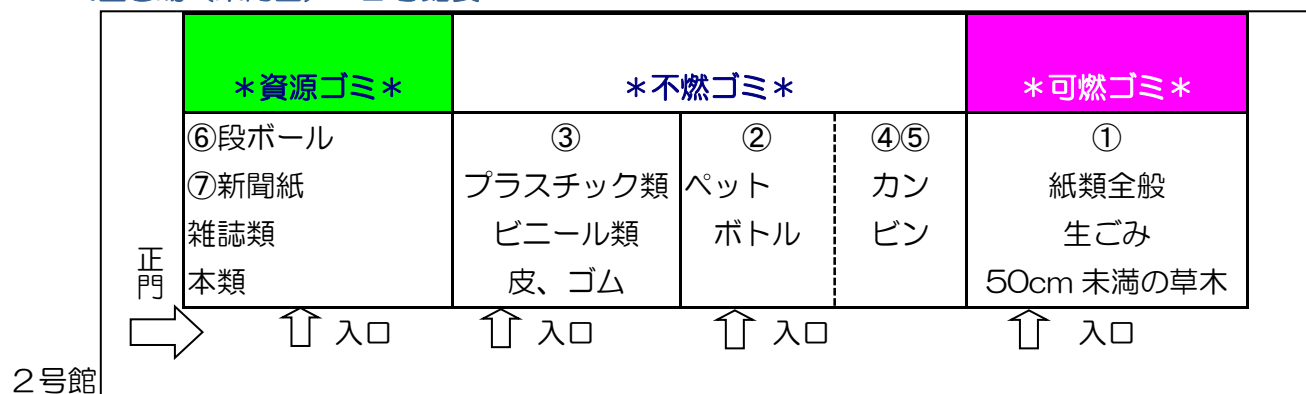 *資源ゴミ* *不燃ゴミ* *可燃ゴミ*
⑥段ボール ③ ② ④⑤ ①
⑦新聞紙 プラスチック類 ペット カン 紙類全般
雑誌類 ビニール類 ボトル ビン 生ごみ
本類 皮、ゴム 50cm 未満の草木
正門
入口 入口 入口 入口
2号館